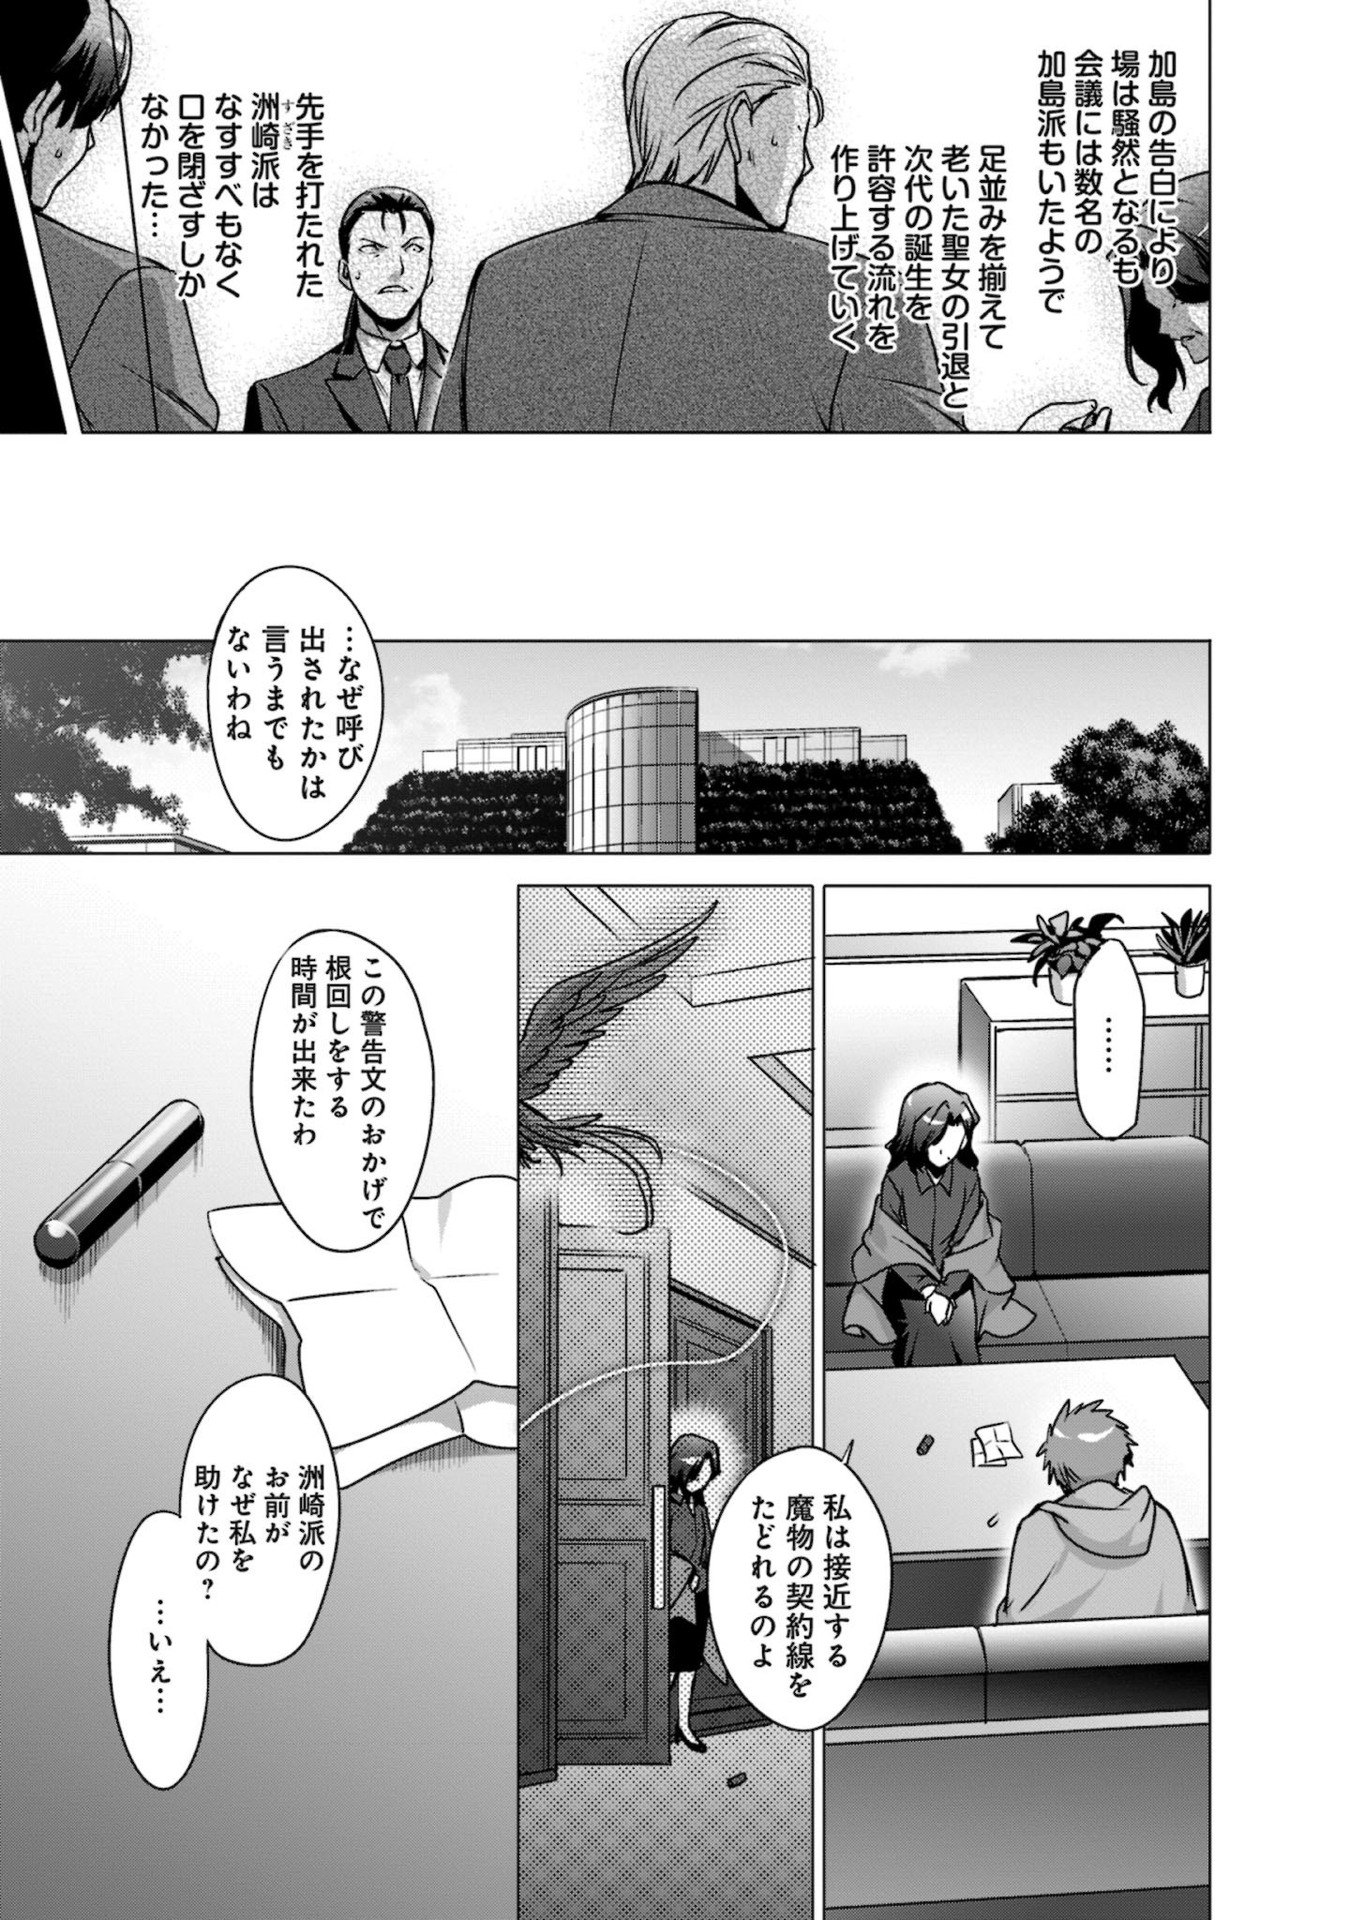 加島の告白により
場は騒然となるも
会議には数名の
加島派もいたようで
足並みを揃えて
老いた聖女の引退と
次代の誕生を
許容する流れを
作り上げていく
先手を打たれた
洲崎派は
すざき
なすすべもなく
口を閉ざすしか
なかった…
…なぜ呼び
出されたかは
言うまでも
ないわね
……
私は接近する
魔物の契約線を
たどれるのよ
この警告文のおかげで
根回しをする
時間が出来たわ
洲崎派の
お前が
なぜ私を
助けたの?
…いえ…